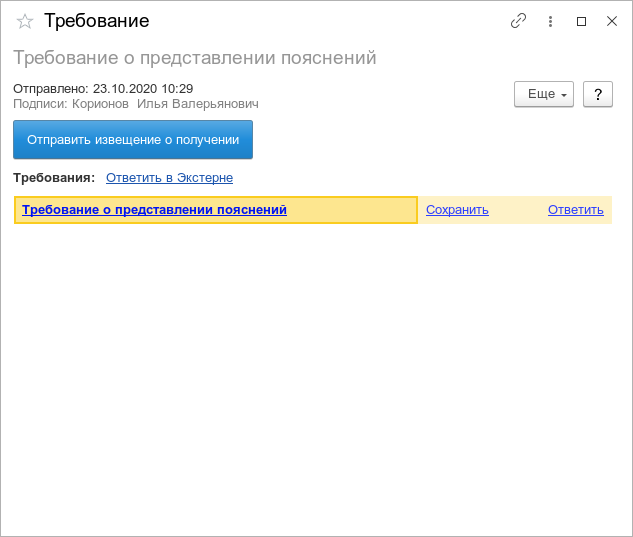 Требование
Требование о представлении пояснений
Отправлено: 23.10.2020 10:29
Подписи: Корионов  Илья Валерьянович
Еще
?
Отправить извещение о получении
Требования: Ответить в Экстерне
Требование о представлении пояснений Сохранить Ответить